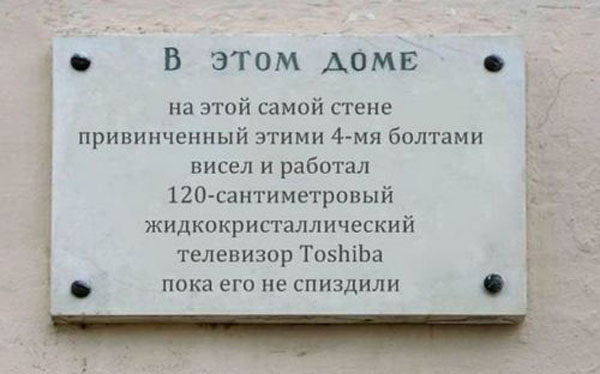 В ЭТОМ ДОМЕ
на этой самой стене
привинченный этими 4-мя болтами
висел и работал
120-сантиметровый
жидкокристаллический
телевизор Toshiba
пока его не спиздили